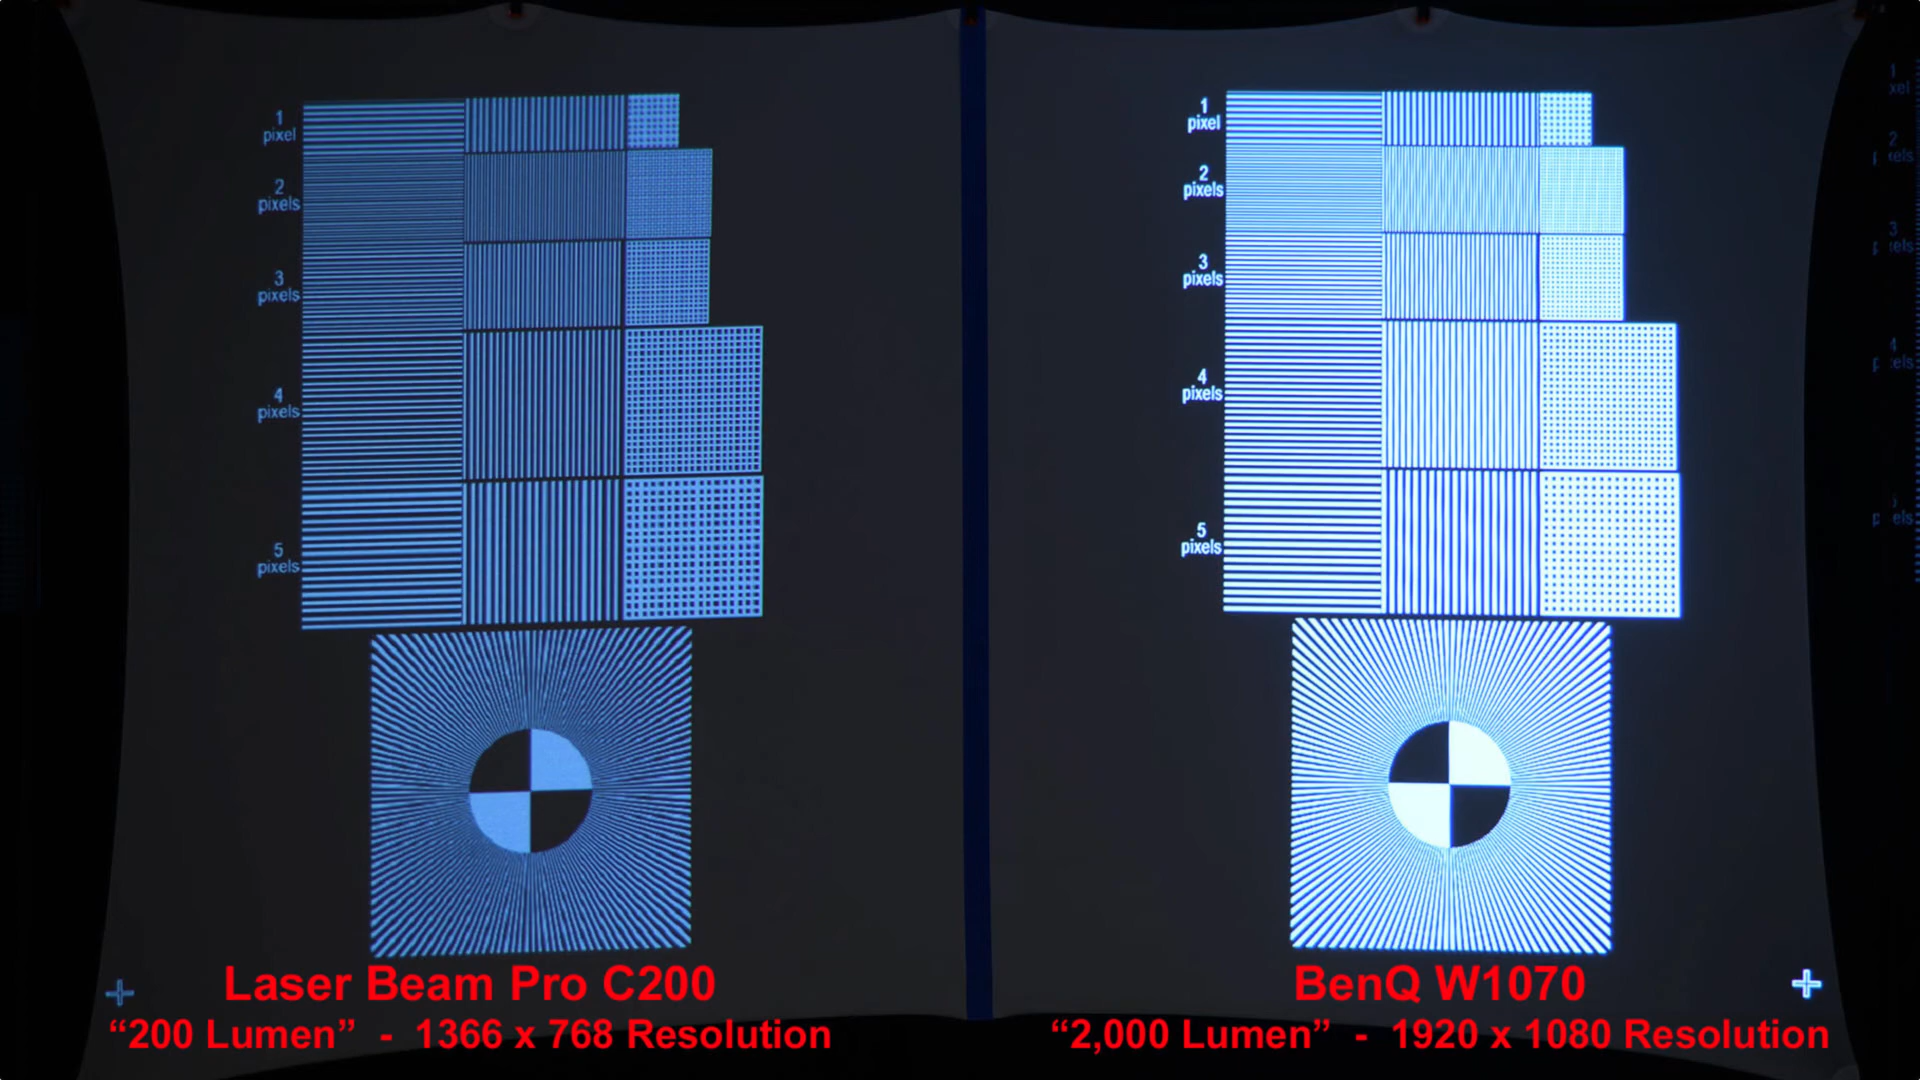 1
pixel
2
pixels
3
pixels
4
pixels
5
pixels
1
pixel
2
pixels
3
pixels
4
pixels
5
pixels
Laser Beam Pro C200
“200 Lumen” - 1366 x 768 Resolution
BenQ W1070
“2,000 Lumen” - 1920 x 1080 Resolution